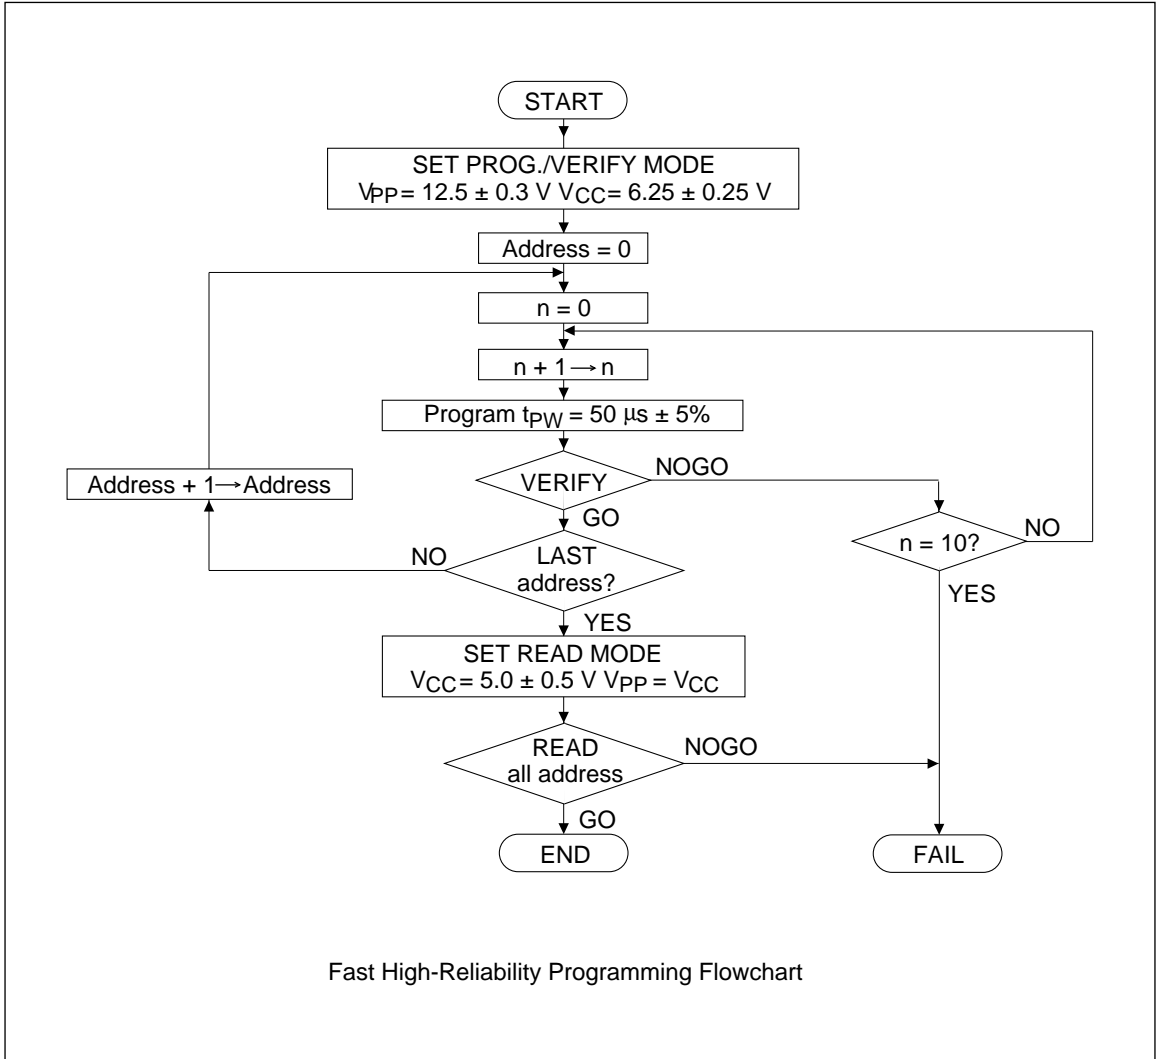 START
SET PROG./VERIFY MODE
VPP = 12.5 ± 0.3 V VCC = 6.25 ± 0.25 V
Address = 0
n = 0
n + 1 → n
Program tPW = 50 μs ± 5%
VERIFY
NOGO
Address + 1 → Address
GO
n = 10?
NO
NO
LAST
address?
YES
YES
SET READ MODE
VCC = 5.0 ± 0.5 V VPP = VCC
READ
all address
NOGO
GO
END
FAIL
Fast High-Reliability Programming Flowchart